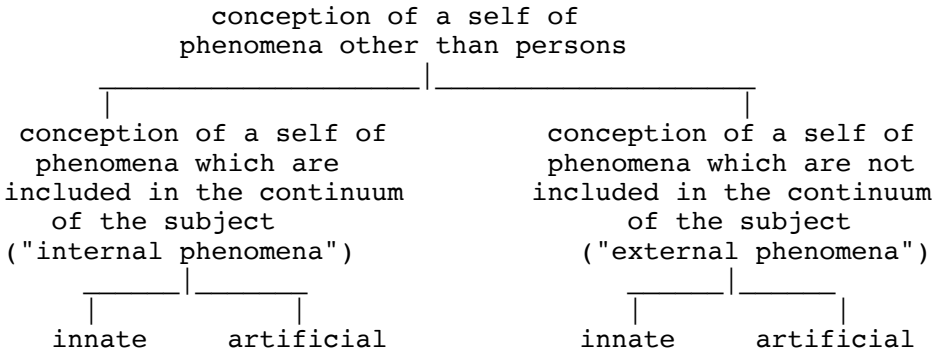 conception of a self of
phenomena other than persons
conception of a self of
phenomena which are
included in the continuum
of the subject
("internal phenomena")
conception of a self of
phenomena which are not
included in the continuum
of the subject
("external phenomena")
innate artificial
innate artificial